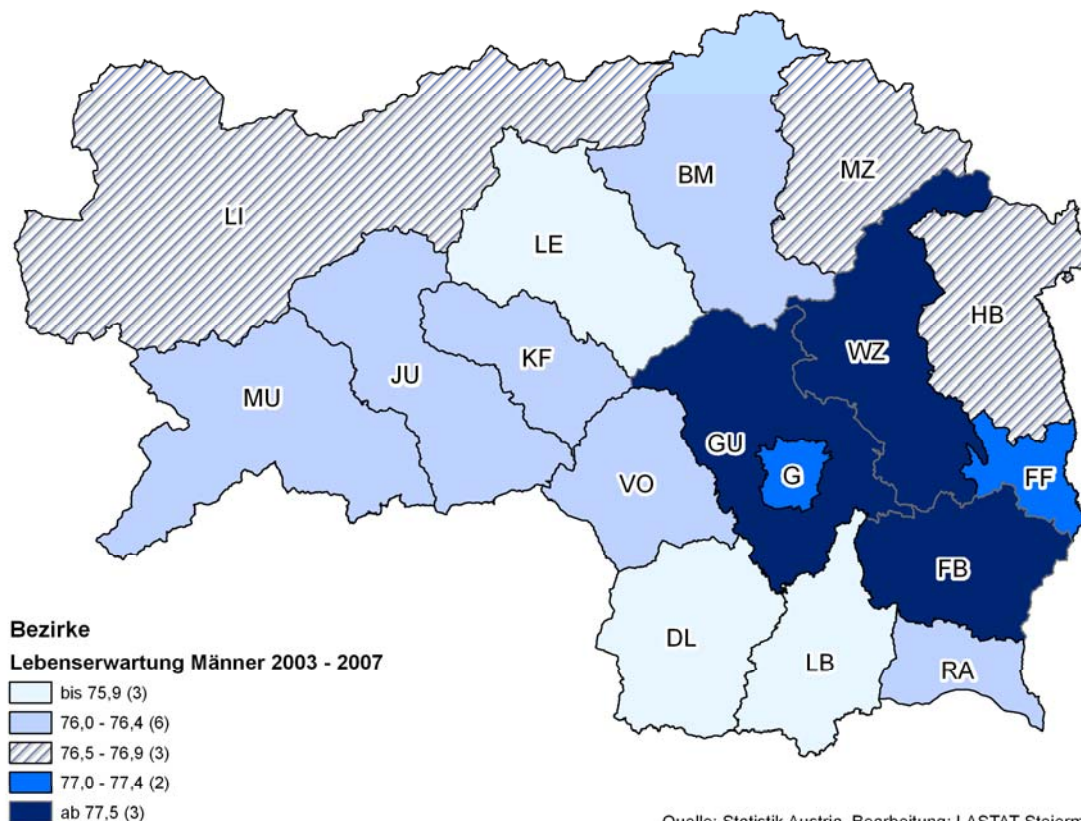 BM
MZ
LI
LE
HB
WZ
KF
JU
MU
GU
G
VO
FF
FB
DL
LB
RA
Bezirke
Lebenserwartung Männer 2003 - 2007
bis 75,9 (3)
76,0 - 76,4 (6)
76,5 - 76,9 (3)
77,0 - 77,4 (2)
ab 77,5 (3)
Quelle: Statistik Austria, Bearbeitung: LASTAT